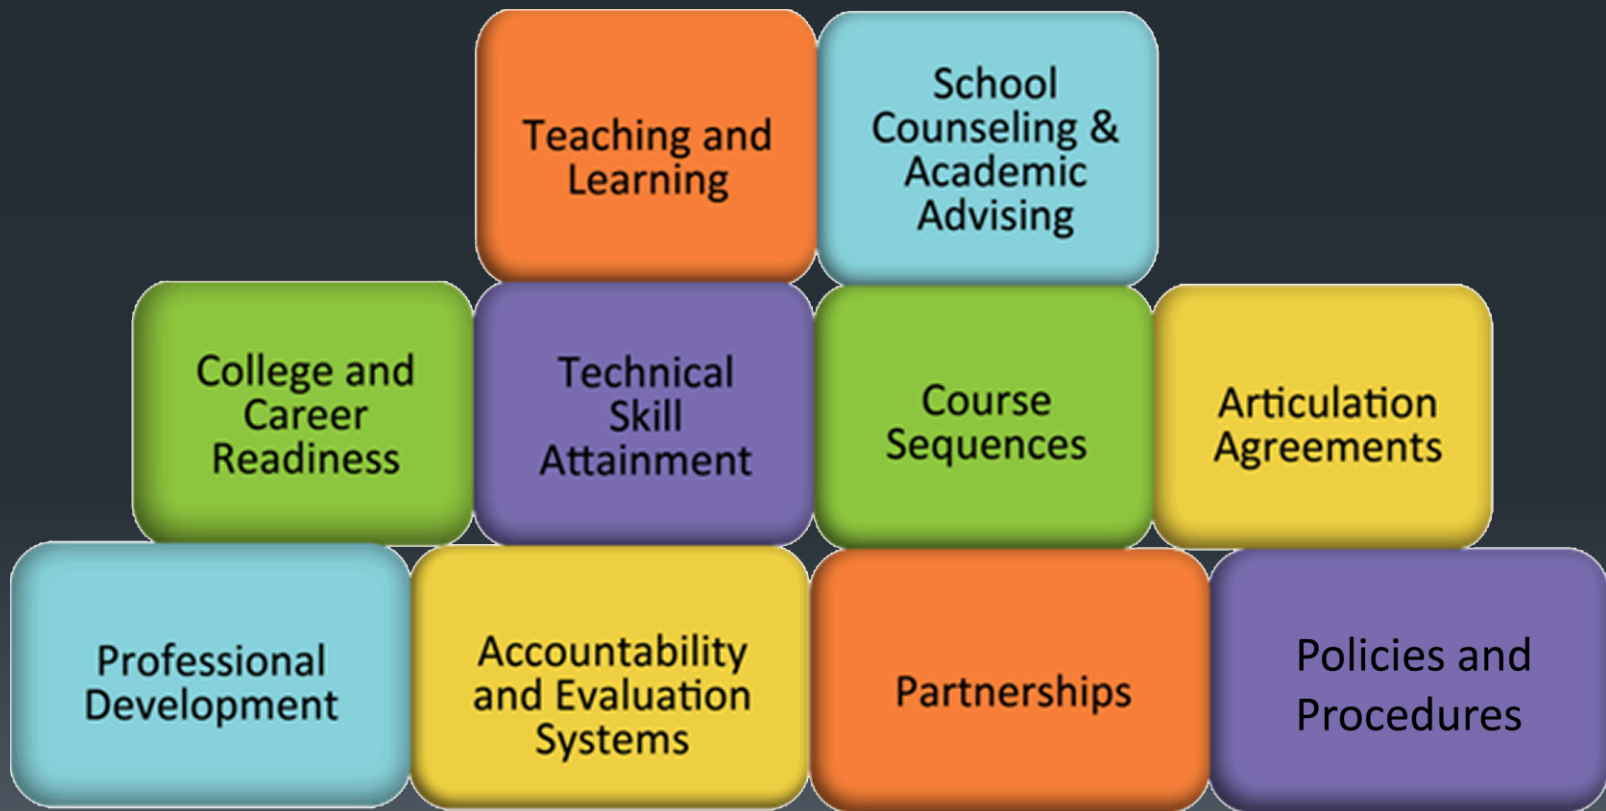 Teaching and
Learning
School
Counseling &
Academic
Advising
College and
Career
Readiness
Technical
Skill
Attainment
Course
Sequences
Articulation
Agreements
Professional
Development
Accountability
and Evaluation
Systems
Partnerships
Policies and
Procedures